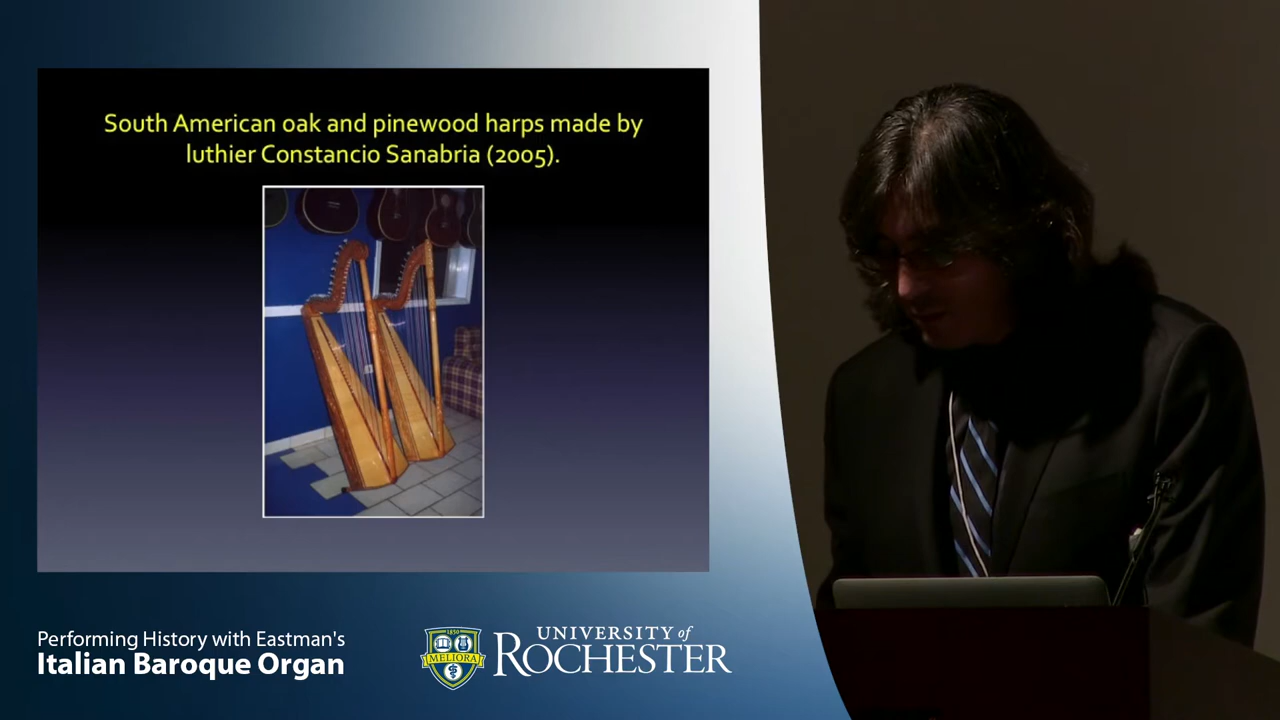 South American oak and pinewood harps made by
luthier Constancio Sanabria (2005).
Performing History with Eastman's
Italian Baroque Organ
1850
MELIORA
UNIVERSITY of
ROCHESTER